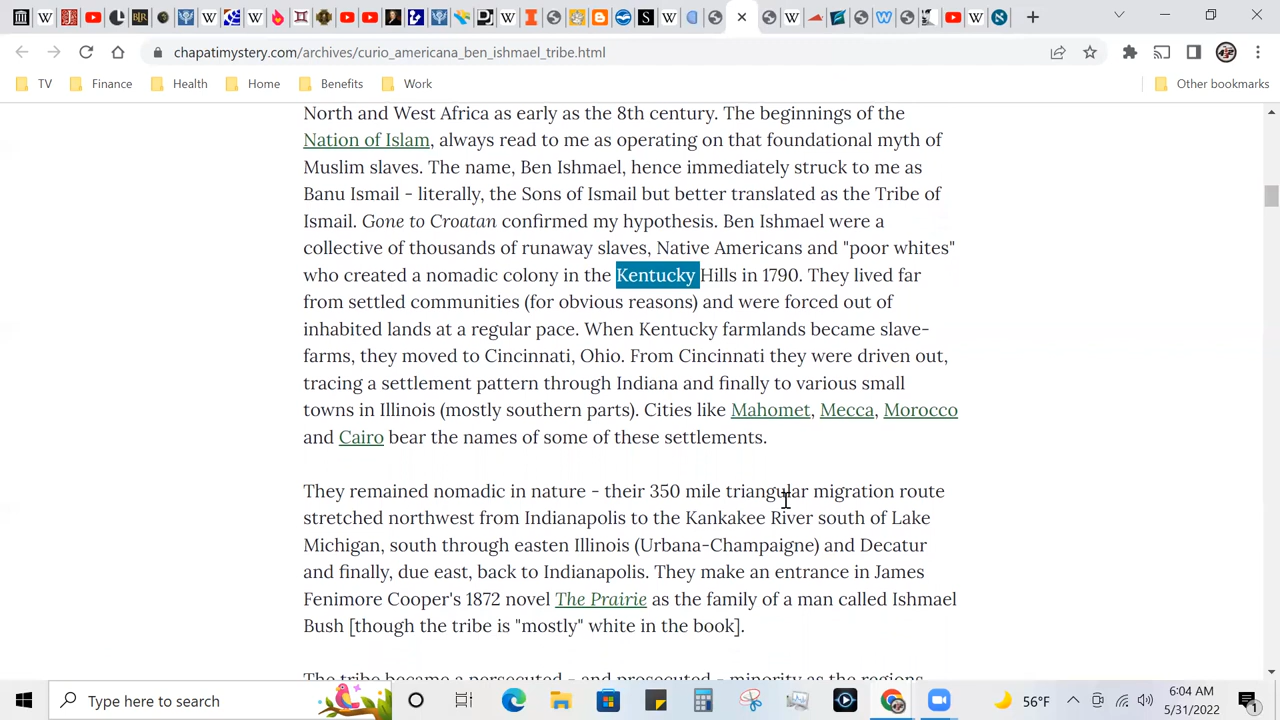 chapatimystery.com/archives/curio_americana_ben_ishmael_tribe.html
TV Finance Health Home Benefits Work Other bookmarks
North and West Africa as early as the 8th century. The beginnings of the
Nation of Islam, always read to me as operating on that foundational myth of
Muslim slaves. The name, Ben Ishmael, hence immediately struck to me as
Banu Ismail - literally, the Sons of Ismail but better translated as the Tribe of
Ismail. Gone to Croatan confirmed my hypothesis. Ben Ishmael were a
collective of thousands of runaway slaves, Native Americans and "poor whites"
who created a nomadic colony in the Kentucky Hills in 1790. They lived far
from settled communities (for obvious reasons) and were forced out of
inhabited lands at a regular pace. When Kentucky farmlands became slave-
farms, they moved to Cincinnati, Ohio. From Cincinnati they were driven out,
tracing a settlement pattern through Indiana and finally to various small
towns in Illinois (mostly southern parts). Cities like Mahomet, Mecca, Morocco
and Cairo bear the names of some of these settlements.
They remained nomadic in nature - their 350 mile triangular migration route
stretched northwest from Indianapolis to the Kankakee River south of Lake
Michigan, south through easten Illinois (Urbana-Champaigne) and Decatur
and finally, due east, back to Indianapolis. They make an entrance in James
Fenimore Cooper's 1872 novel The Prairie as the family of a man called Ishmael
Bush [though the tribe is "mostly" white in the book].
The tribe became a persecuted - and prosecuted - minority as the regions
Type here to search
56°F
6:04 AM
5/31/2022